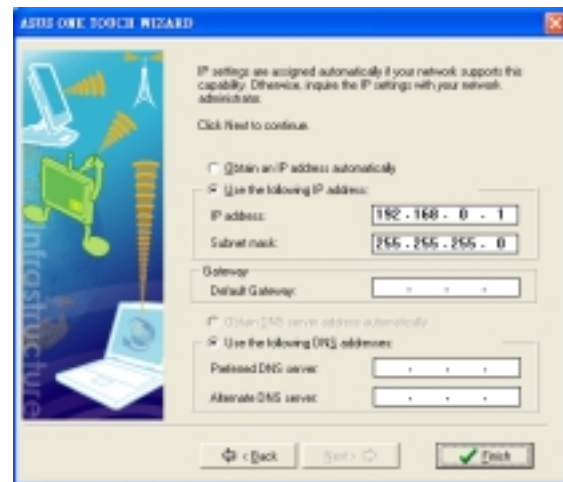 ASUS ONE TOUCH WIZARD
IP settings are assigned automatically if your network supports this
capability. Otherwise, inquire the IP settings with your network
administrator.
Click Next to continue.
Obtain an IP address automatically
Use the following IP address:
IP address: 192 . 168 . 0 . 1
Subnet mask: 255 . 255 . 255 . 0
Gateway
Default Gateway: . . .
Obtain DNS server address automatically
Use the following DNS addresses:
Preferred DNS server: . . .
Alternate DNS server: . . .
< Back
Next >
Finish
Infrastructure